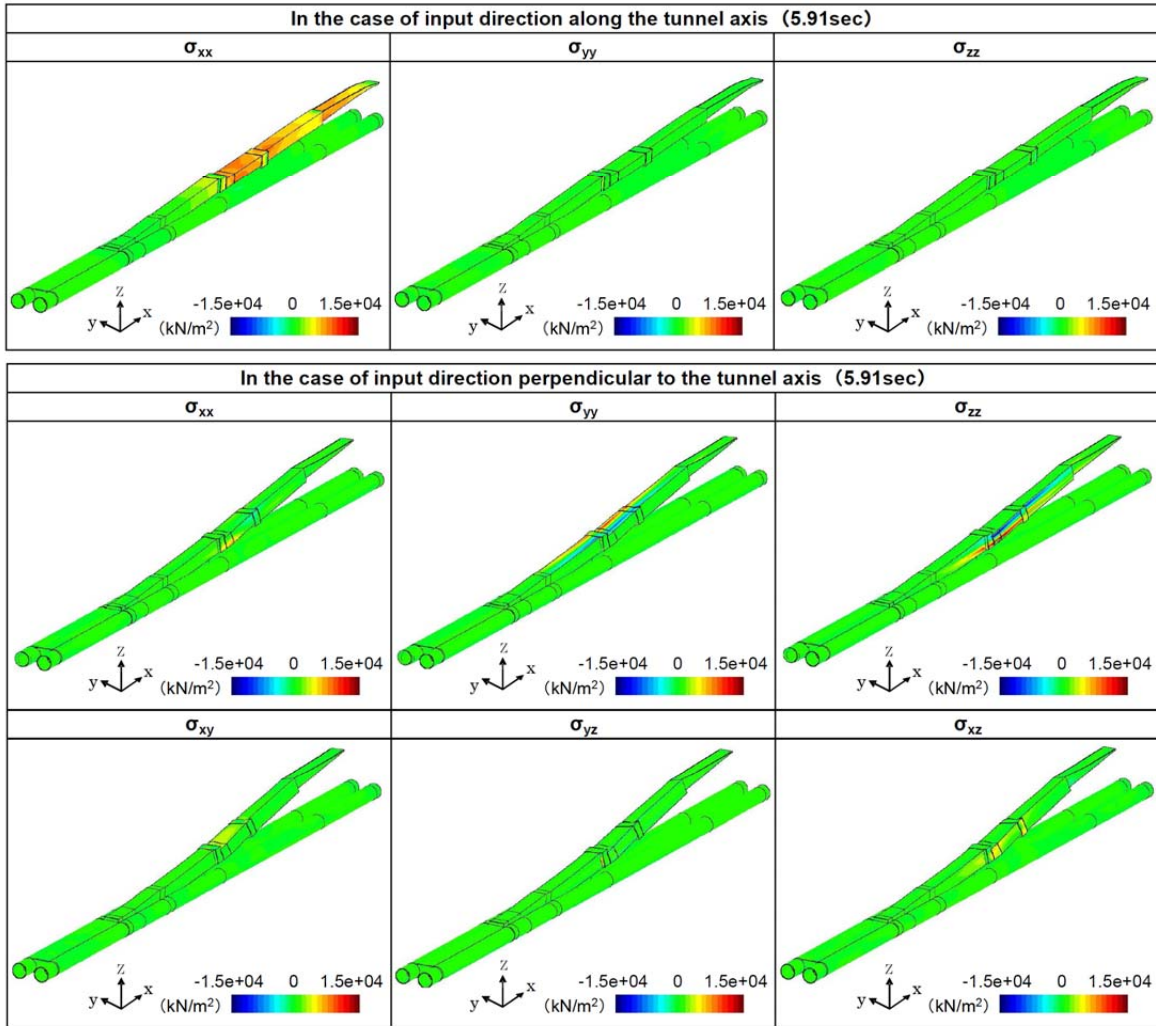 In the case of input direction along the tunnel axis（5.91sec）
σxx σyy σzz
z z z
y x y x y x
-1.5e+04 0 1.5e+04 -1.5e+04 0 1.5e+04 -1.5e+04 0 1.5e+04
（kN/m²） （kN/m²） （kN/m²）
In the case of input direction perpendicular to the tunnel axis（5.91sec）
σxx σyy σzz
z z z
y x y x y x
-1.5e+04 0 1.5e+04 -1.5e+04 0 1.5e+04 -1.5e+04 0 1.5e+04
（kN/m²） （kN/m²） （kN/m²）
σxy σyz σxz
z z z
y x y x y x
-1.5e+04 0 1.5e+04 -1.5e+04 0 1.5e+04 -1.5e+04 0 1.5e+04
（kN/m²） （kN/m²） （kN/m²）